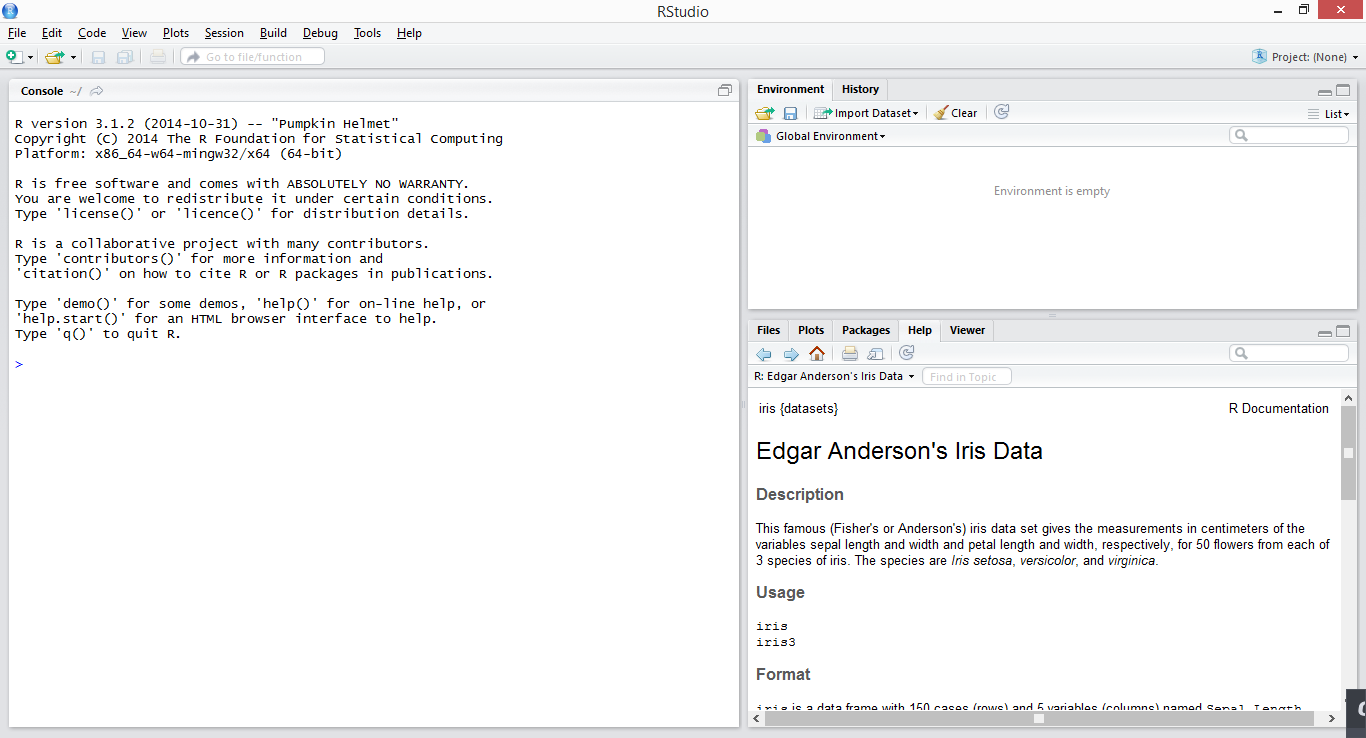 RStudio
File Edit Code View Plots Session Build Debug Tools Help
Go to file/function
Project: (None)
Console ~/
R version 3.1.2 (2014-10-31) -- "Pumpkin Helmet"
Copyright (C) 2014 The R Foundation for Statistical Computing
Platform: x86_64-w64-mingw32/x64 (64-bit)
R is free software and comes with ABSOLUTELY NO WARRANTY.
You are welcome to redistribute it under certain conditions.
Type 'license()' or 'licence()' for distribution details.
R is a collaborative project with many contributors.
Type 'contributors()' for more information and
'citation()' on how to cite R or R packages in publications.
Type 'demo()' for some demos, 'help()' for on-line help, or
'help.start()' for an HTML browser interface to help.
Type 'q()' to quit R.
>
Environment History
Import Dataset Clear List
Global Environment
Environment is empty
Files Plots Packages Help Viewer
R: Edgar Anderson's Iris Data Find in Topic
iris {datasets} R Documentation
Edgar Anderson's Iris Data
Description
This famous (Fisher's or Anderson's) iris data set gives the measurements in centimeters of the
variables sepal length and width and petal length and width, respectively, for 50 flowers from each of
3 species of iris. The species are Iris setosa, versicolor, and virginica.
Usage
iris
iris3
Format
iris is a data frame with 150 cases (rows) and 5 variables (columns) named Sepal.Length,